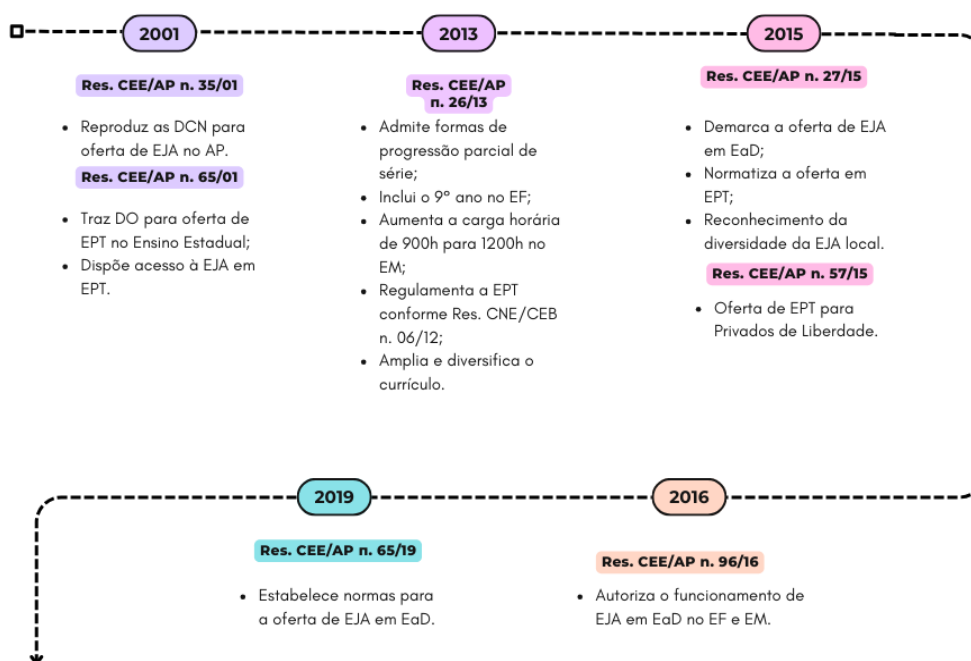 2001
Res. CEE/AP n. 35/01
• Reproduz as DCN para
oferta de EJA no AP.
Res. CEE/AP n. 65/01
• Traz DO para oferta de
EPT no Ensino Estadual;
• Dispõe acesso à EJA em
EPT.
2013
Res. CEE/AP
n. 26/13
• Admite formas de
progressão parcial de
série;
• Inclui o 9º ano no EF;
• Aumenta a carga horária
de 900h para 1200h no
EM;
• Regulamenta a EPT
conforme Res. CNE/CEB
n. 06/12;
• Amplia e diversifica o
currículo.
2015
Res. CEE/AP n. 27/15
• Demarca a oferta de EJA
em EaD;
• Normatiza a oferta em
EPT;
• Reconhecimento da
diversidade da EJA local.
Res. CEE/AP n. 57/15
• Oferta de EPT para
Privados de Liberdade.
2016
Res. CEE/AP n. 96/16
• Autoriza o funcionamento de
EJA em EaD no EF e EM.
2019
Res. CEE/AP n. 65/19
• Estabelece normas para
a oferta de EJA em EaD.